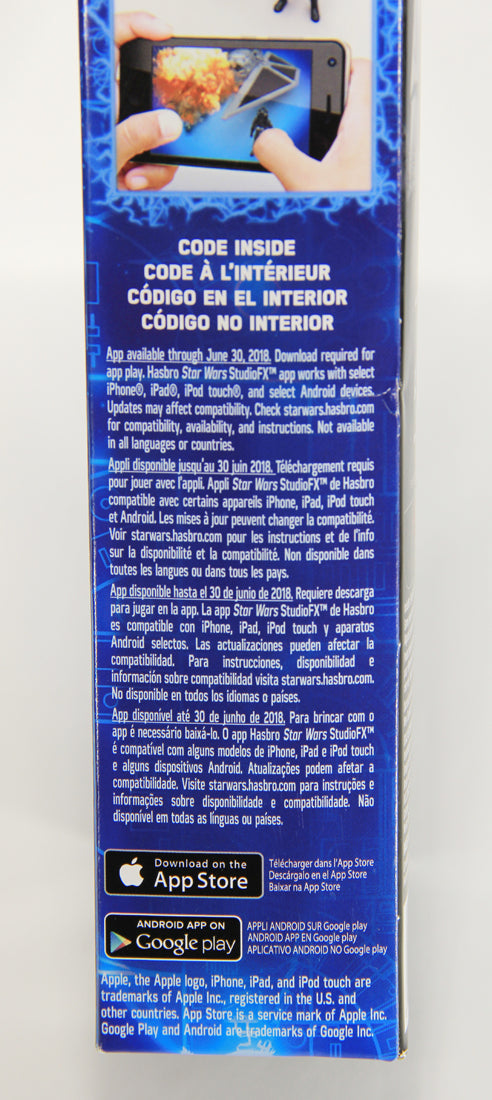 CODE INSIDE
CODE À L'INTÉRIEUR
CÓDIGO EN EL INTERIOR
CÓDIGO NO INTERIOR
App available through June 30, 2018. Download required for
app play. Hasbro Star Wars StudioFX™ app works with select
iPhone®, iPad®, iPod touch®, and select Android devices.
Updates may affect compatibility. Check starwars.hasbro.com
for compatibility, availability, and instructions. Not available
in all languages or countries.
Appli disponible jusqu'au 30 juin 2018. Téléchargement requis
pour jouer avec l'appli. Appli Star Wars StudioFX™ de Hasbro
compatible avec certains appareils iPhone, iPad, iPod touch
et Android. Les mises à jour peuvent changer la compatibilité.
Voir starwars.hasbro.com pour les instructions et de l'info
sur la disponibilité et la compatibilité. Non disponible dans
toutes les langues ou dans tous les pays.
App disponible hasta el 30 de junio de 2018. Requiere descarga
para jugar en la app. La app Star Wars StudioFX™ de Hasbro
es compatible con iPhone, iPad, iPod touch y aparatos
Android selectos. Las actualizaciones pueden afectar la
compatibilidad. Para instrucciones, disponibilidad e
información sobre compatibilidad visita starwars.hasbro.com.
No disponible en todos los idiomas o países.
App disponível até 30 de junho de 2018. Para brincar com o
app é necessário baixá-lo. O app Hasbro Star Wars StudioFX™
é compatível com alguns modelos de iPhone, iPad e iPod touch
e alguns dispositivos Android. Atualizações podem afetar a
compatibilidade. Visite starwars.hasbro.com para instruções e
informações sobre disponibilidade e compatibilidade. Não
disponível em todas as línguas ou países.
Download on the
App Store
Télécharger dans l'App Store
Descárgalo en el App Store
Baixar na App Store
ANDROID APP ON
Google play
APPLI ANDROID SUR Google play
ANDROID APP EN Google play
APLICATIVO ANDROID NO Google play
Apple, the Apple logo, iPhone, iPad, and iPod touch are
trademarks of Apple Inc., registered in the U.S. and
other countries. App Store is a service mark of Apple Inc.
Google Play and Android are trademarks of Google Inc.